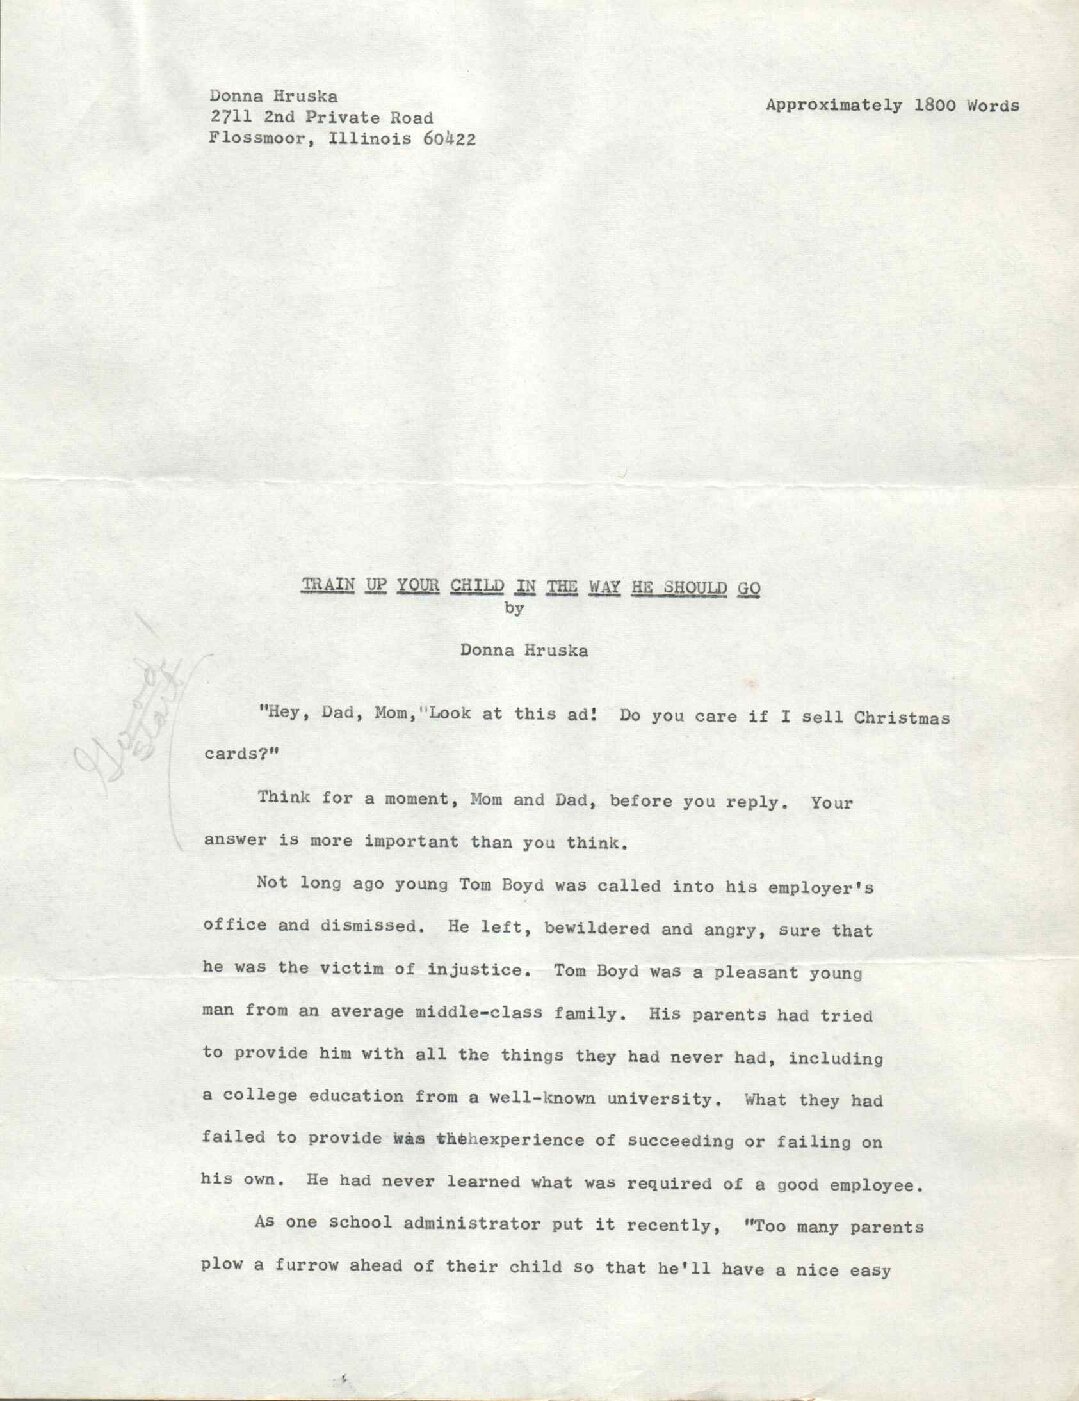 Donna Hruska
2711 2nd Private Road
Flossmoor, Illinois 60422
Approximately 1800 Words
TRAIN UP YOUR CHILD IN THE WAY HE SHOULD GO
by
Donna Hruska
Good
start!
"Hey, Dad, Mom,"Look at this ad!  Do you care if I sell Christmas
cards?"
Think for a moment, Mom and Dad, before you reply.  Your
answer is more important than you think.
Not long ago young Tom Boyd was called into his employer's
office and dismissed.  He left, bewildered and angry, sure that
he was the victim of injustice.  Tom Boyd was a pleasant young
man from an average middle-class family.  His parents had tried
to provide him with all the things they had never had, including
a college education from a well-known university.  What they had
failed to provide was the experience of succeeding or failing on
his own.  He had never learned what was required of a good employee.
As one school administrator put it recently,  "Too many parents
plow a furrow ahead of their child so that he'll have a nice easy